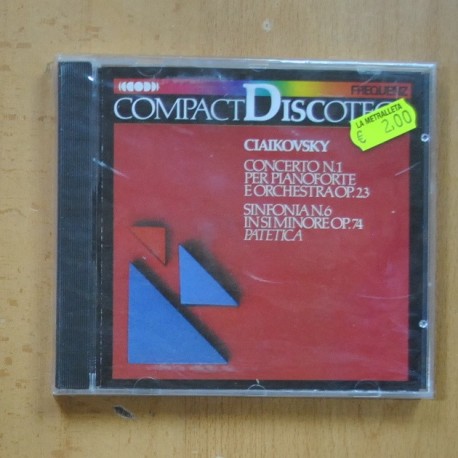 FREQUENZ
COMPACT DISCOTEC
LA METRALLETA
€ 2,00
CIAIKOVSKY
CONCERTO N.1
PER PIANOFORTE
E ORCHESTRA OP.23
SINFONIA N.6
IN SI MINORE OP.74
PATETICA